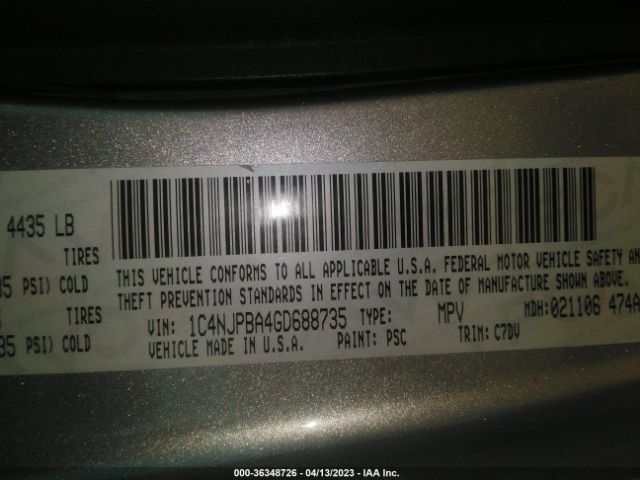 4435 LB
TIRES
35 PSI) COLD
TIRES
35 PSI) COLD
THIS VEHICLE CONFORMS TO ALL APPLICABLE U.S.A. FEDERAL MOTOR VEHICLE SAFETY AN
THEFT PREVENTION STANDARDS IN EFFECT ON THE DATE OF MANUFACTURE SHOWN ABOVE.
VIN: 1C4NJPBA4GD688735 TYPE: MPV MDH:021106 474A
VEHICLE MADE IN U.S.A. PAINT: PSC TRIM: C7DV
000-36348726 - 04/13/2023 - IAA Inc.